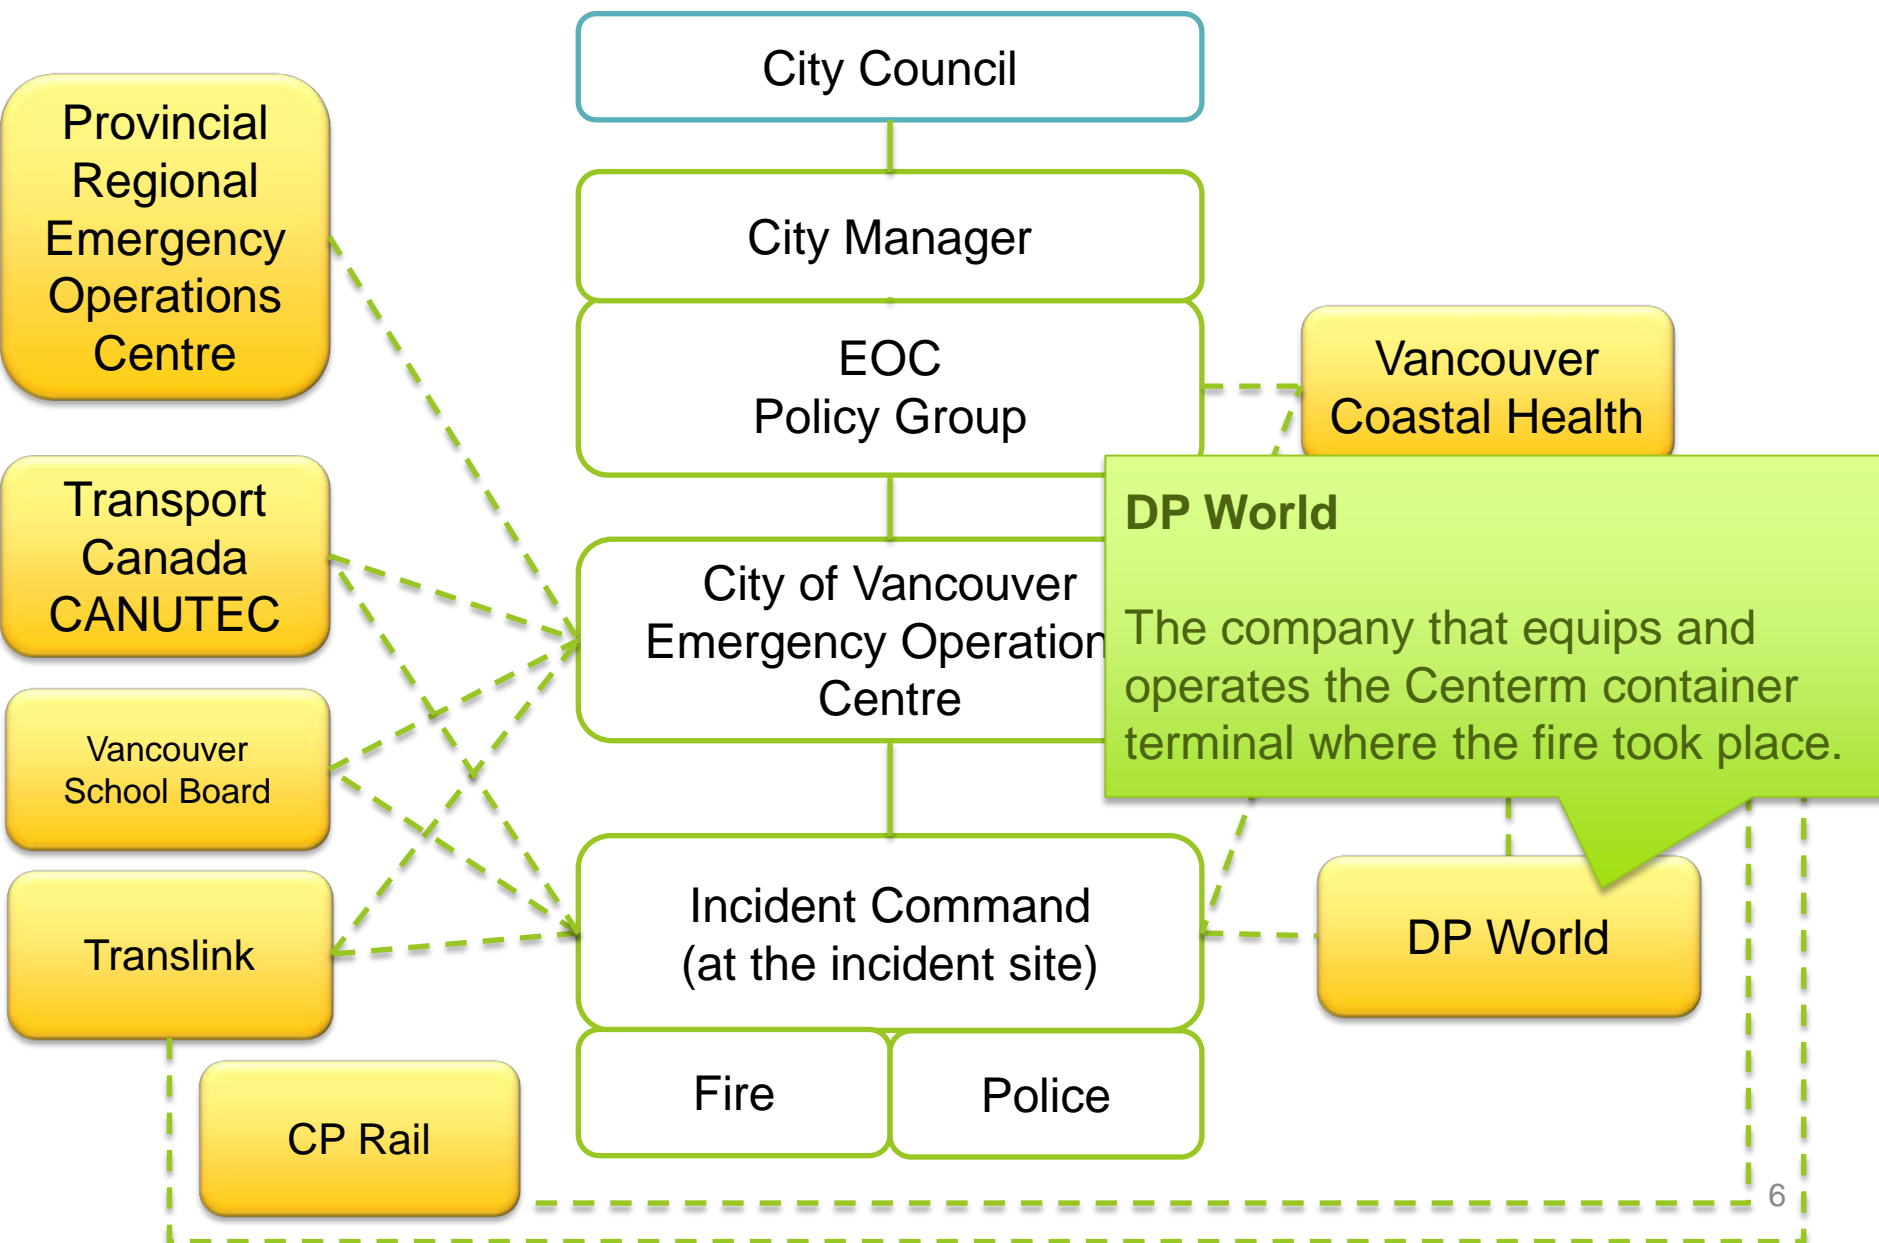 City Council
Provincial
Regional
Emergency
Operations
Centre
City Manager
EOC
Policy Group
Vancouver
Coastal Health
Transport
Canada
CANUTEC
City of Vancouver
Emergency Operation
Centre
DP World
The company that equips and
operates the Centerm container
terminal where the fire took place.
Vancouver
School Board
Translink
Incident Command
(at the incident site)
DP World
Fire
Police
CP Rail
6